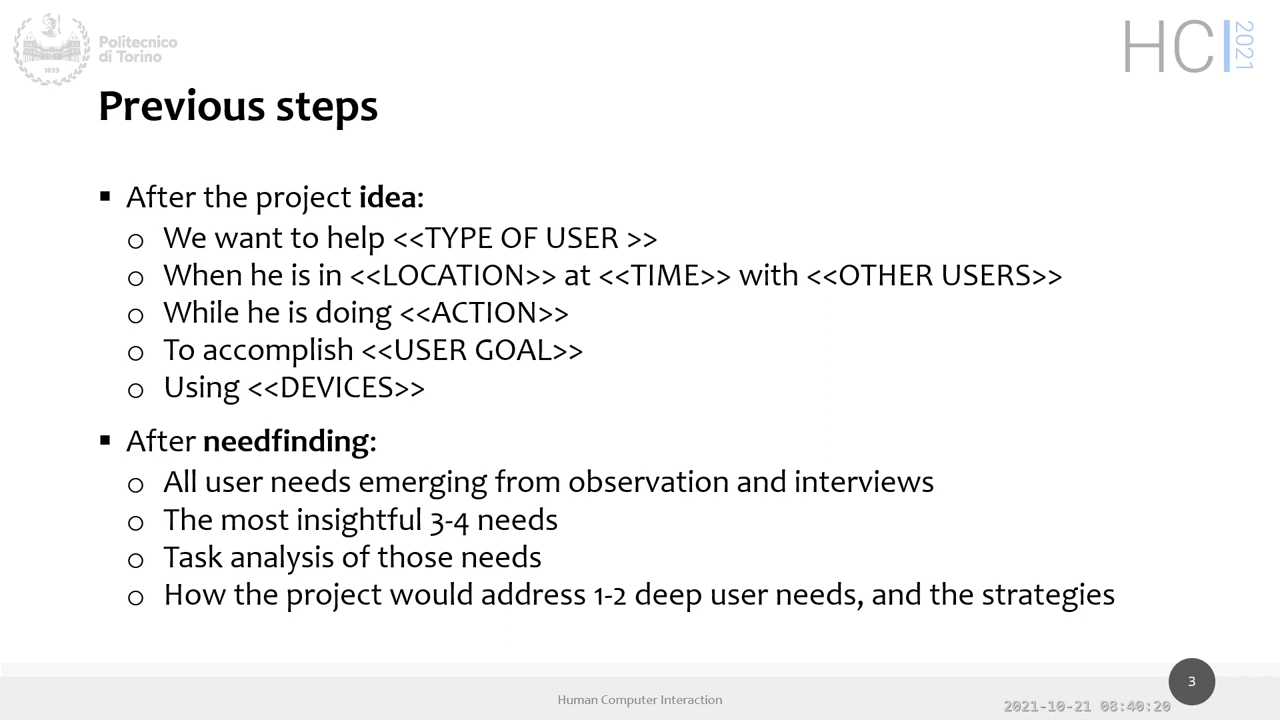 Politecnico
di Torino
1859
HCI 2021
Previous steps
▪ After the project idea:
o We want to help <<TYPE OF USER >>
o When he is in <<LOCATION>> at <<TIME>> with <<OTHER USERS>>
o While he is doing <<ACTION>>
o To accomplish <<USER GOAL>>
o Using <<DEVICES>>
▪ After needfinding:
o All user needs emerging from observation and interviews
o The most insightful 3-4 needs
o Task analysis of those needs
o How the project would address 1-2 deep user needs, and the strategies
Human Computer Interaction
3
2021-10-21 08:40:20